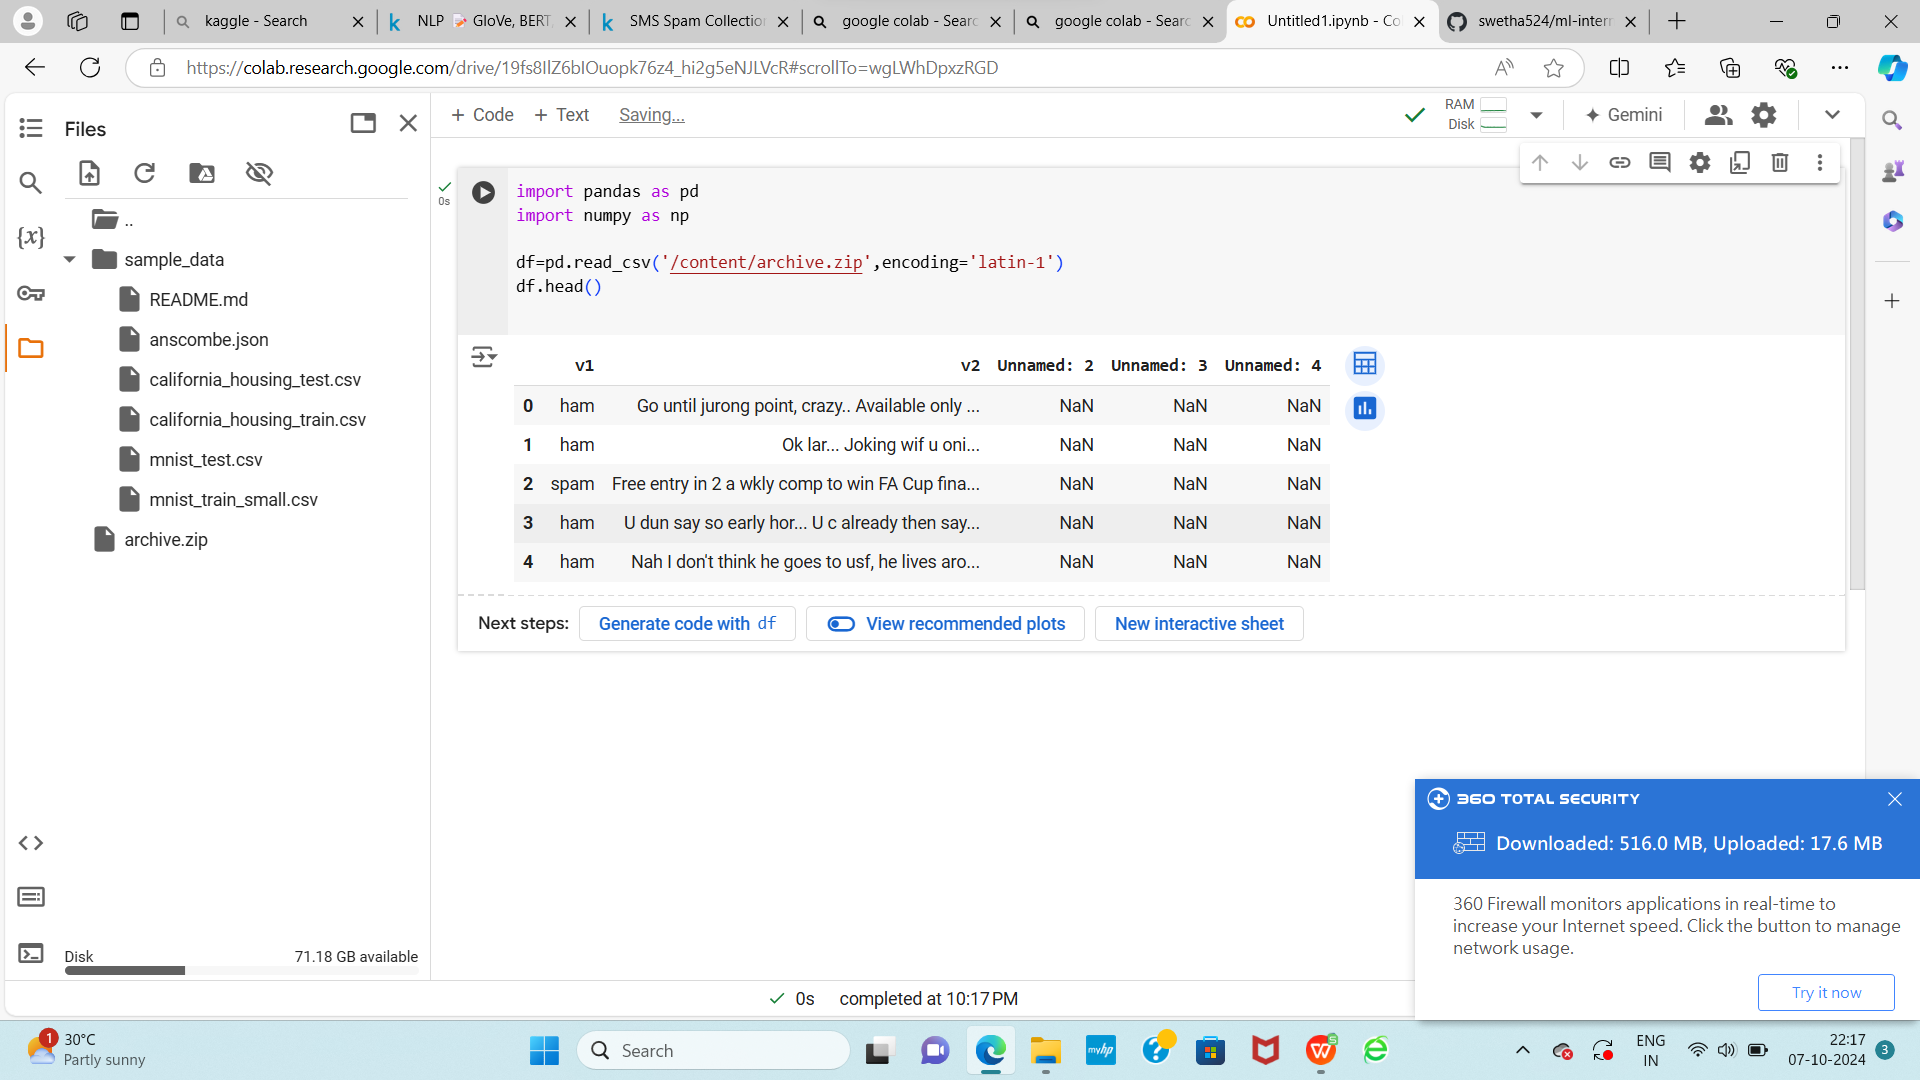 kaggle - Search
NLP 📝 GloVe, BERT,
SMS Spam Collection
google colab - Searc
google colab - Searc
Untitled1.ipynb - Co
swetha524/ml-intern
https://colab.research.google.com/drive/19fs8IlZ6bIOuopk76z4_hi2g5eNJLVcR#scrollTo=wgLWhDpxzRGD
Files
+ Code + Text Saving...
RAM
Disk
Gemini
..
sample_data
README.md
anscombe.json
california_housing_test.csv
california_housing_train.csv
mnist_test.csv
mnist_train_small.csv
archive.zip
Disk 71.18 GB available
0s
import pandas as pd
import numpy as np
df=pd.read_csv('/content/archive.zip',encoding='latin-1')
df.head()
v1 v2 Unnamed: 2 Unnamed: 3 Unnamed: 4
0 ham Go until jurong point, crazy.. Available only ... NaN NaN NaN
1 ham Ok lar... Joking wif u oni... NaN NaN NaN
2 spam Free entry in 2 a wkly comp to win FA Cup fina... NaN NaN NaN
3 ham U dun say so early hor... U c already then say... NaN NaN NaN
4 ham Nah I don't think he goes to usf, he lives aro... NaN NaN NaN
Next steps: Generate code with df View recommended plots New interactive sheet
360 TOTAL SECURITY
Downloaded: 516.0 MB, Uploaded: 17.6 MB
360 Firewall monitors applications in real-time to
increase your Internet speed. Click the button to manage
network usage.
Try it now
0s completed at 10:17 PM
1
30°C
Partly sunny
Search
myhp
ENG
IN
22:17
07-10-2024
3